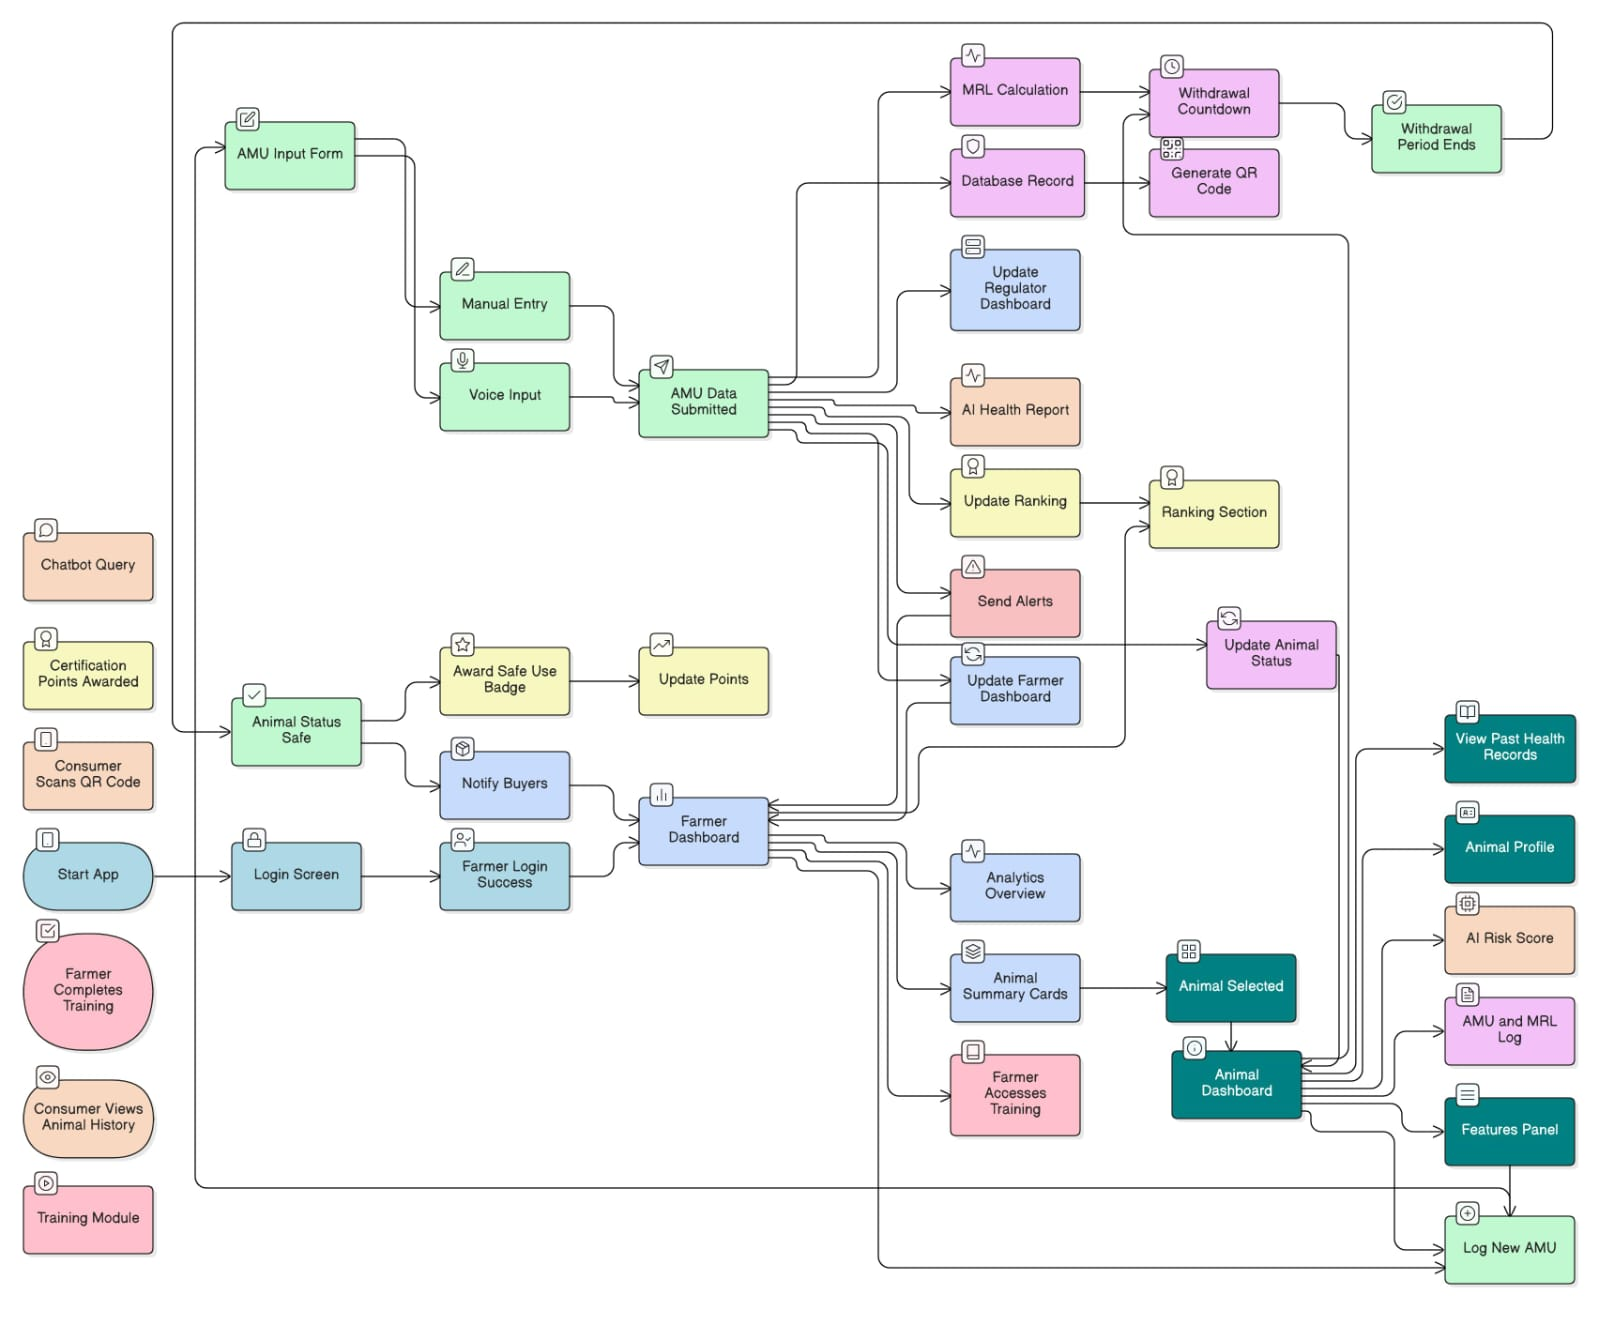 MRL Calculation
Withdrawal
Countdown
Withdrawal
Period Ends
AMU Input Form
Database Record
Generate QR
Code
Update
Regulator
Dashboard
Manual Entry
Voice Input
AMU Data
Submitted
AI Health Report
Update Ranking
Ranking Section
Chatbot Query
Send Alerts
Update Animal
Status
Certification
Points Awarded
Award Safe Use
Badge
Update Points
Update Farmer
Dashboard
Animal Status
Safe
View Past Health
Records
Consumer
Scans QR Code
Notify Buyers
Farmer
Dashboard
Animal Profile
Start App
Login Screen
Farmer Login
Success
Analytics
Overview
AI Risk Score
Farmer
Completes
Training
Animal
Summary Cards
Animal Selected
AMU and MRL
Log
Farmer
Accesses
Training
Animal
Dashboard
Consumer Views
Animal History
Features Panel
Training Module
Log New AMU